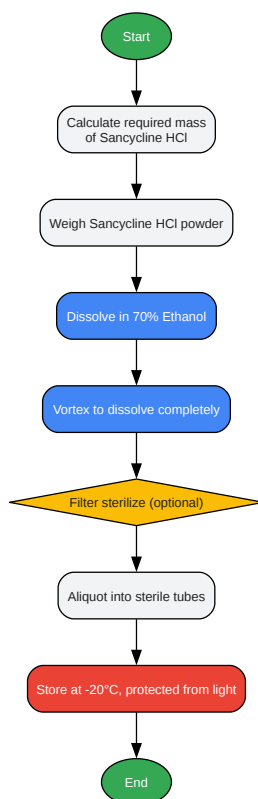 Start
Calculate required mass
of Sancycline HCl
Weigh Sancycline HCl powder
Dissolve in 70% Ethanol
Vortex to dissolve completely
Filter sterilize (optional)
Aliquot into sterile tubes
Store at -20°C, protected from light
End